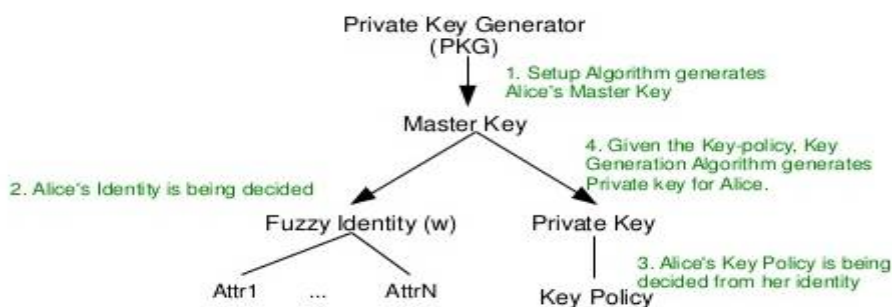 Private Key Generator
(PKG)
1. Setup Algorithm generates
Alice's Master Key
Master Key
4. Given the Key-policy, Key
Generation Algorithm generates
Private key for Alice.
2. Alice's Identity is being decided
Fuzzy Identity (w)
Private Key
3. Alice's Key Policy is being
decided from her identity
Attr1 ... AttrN
Key Policy